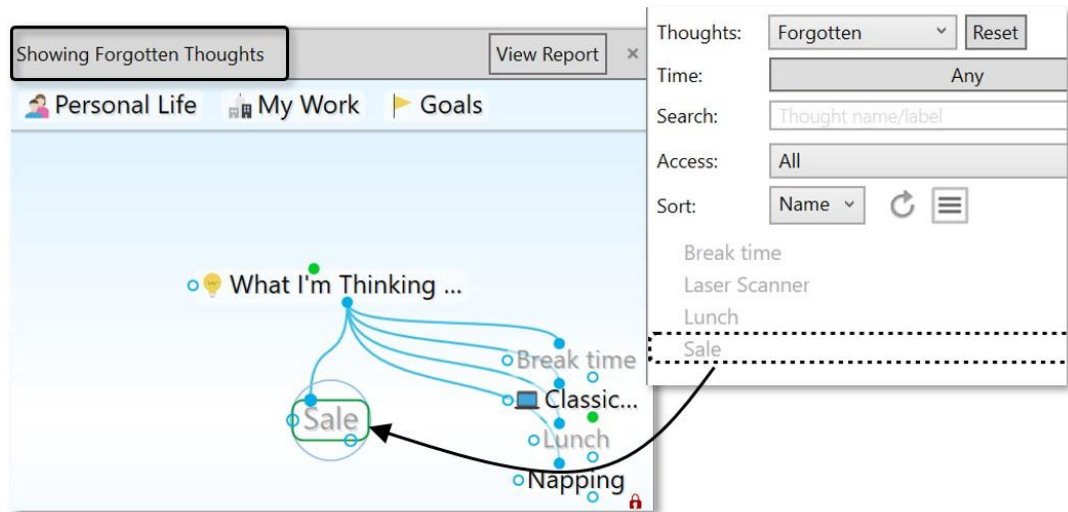 Showing Forgotten Thoughts
View Report ×
Personal Life
My Work
Goals
What I'm Thinking ...
Break time
Classic...
Sale
Lunch
Napping
Thoughts: Forgotten Reset
Time: Any
Search: Thought name/label
Access: All
Sort: Name
Break time
Laser Scanner
Lunch
Sale